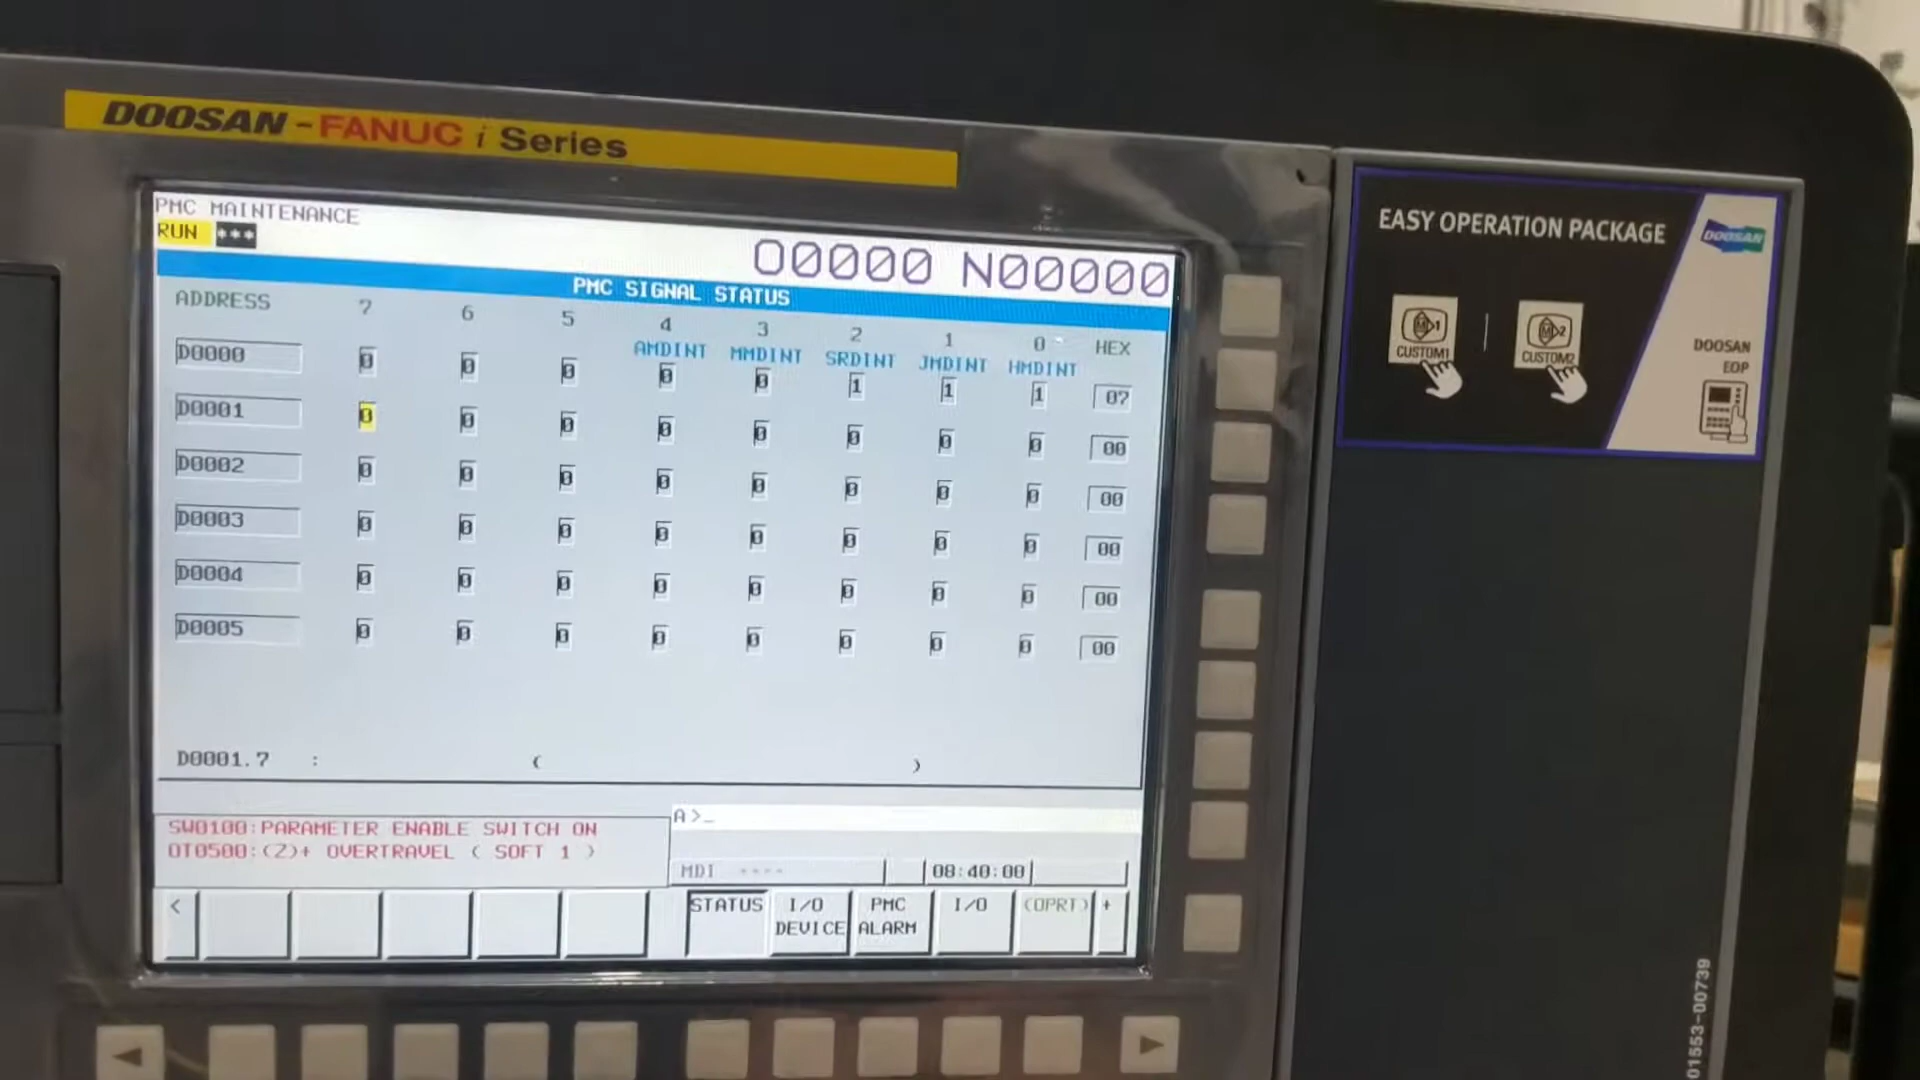 DOOSAN - FANUC i Series
PMC MAINTENANCE
RUN ***
O0000 N00000
PMC SIGNAL STATUS
ADDRESS 7 6 5 4 3 2 1 0 HEX
AMDINT MMDINT SRDINT JMDINT HMDINT
D0000 0 0 0 0 0 1 1 1 07
D0001 0 0 0 0 0 0 0 0 00
D0002 0 0 0 0 0 0 0 0 00
D0003 0 0 0 0 0 0 0 0 00
D0004 0 0 0 0 0 0 0 0 00
D0005 0 0 0 0 0 0 0 0 00
D0001.7 : ( )
A>_
SW0100:PARAMETER ENABLE SWITCH ON
OT0500:(Z)+ OVERTRAVEL ( SOFT 1 )
MDI ---- 08:40:00
< STATUS I/O DEVICE PMC ALARM I/O (OPRT) +
EASY OPERATION PACKAGE
DOOSAN
M 1
CUSTOM1
M 2
CUSTOM2
DOOSAN
EOP
01553-00739